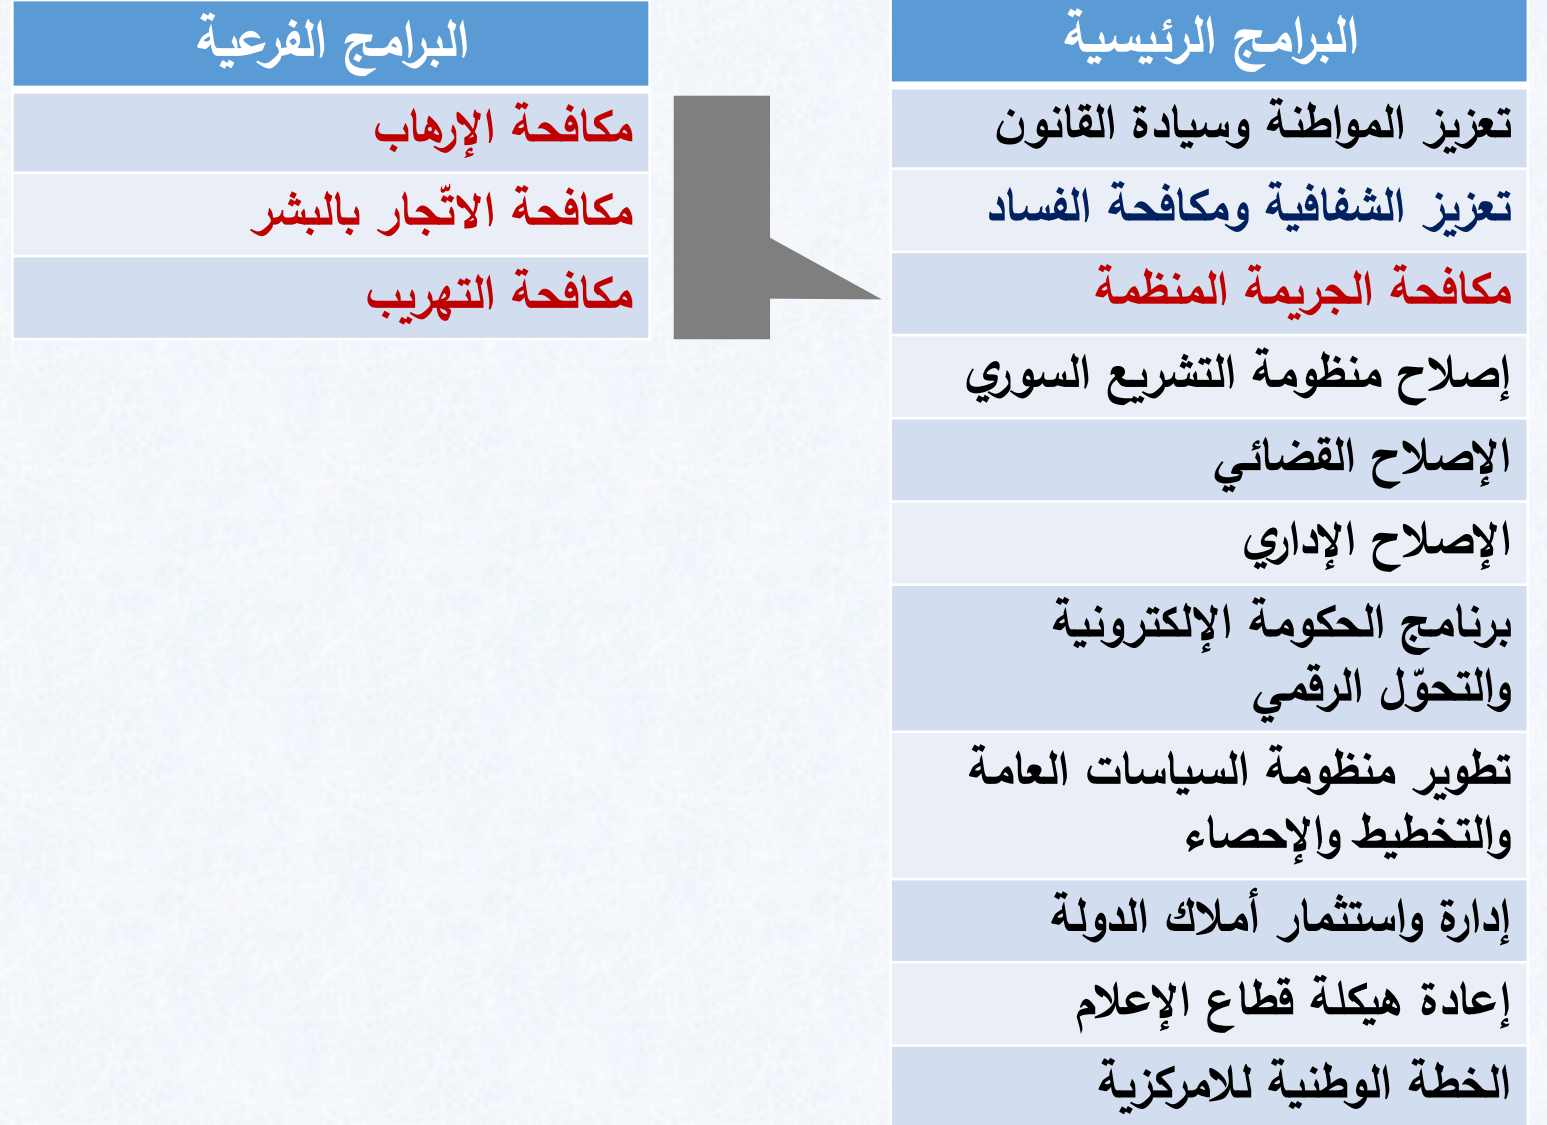 البرامج الرئيسية
تعزيز المواطنة وسيادة القانون
تعزيز الشفافية ومكافحة الفساد
مكافحة الجريمة المنظمة
إصلاح منظومة التشريع السوري
الإصلاح القضائي
الإصلاح الإداري
برنامج الحكومة الإلكترونية
والتحوّل الرقمي
تطوير منظومة السياسات العامة
والتخطيط والإحصاء
إدارة واستثمار أملاك الدولة
إعادة هيكلة قطاع الإعلام
الخطة الوطنية للامركزية
البرامج الفرعية
مكافحة الإرهاب
مكافحة الاتّجار بالبشر
مكافحة التهريب